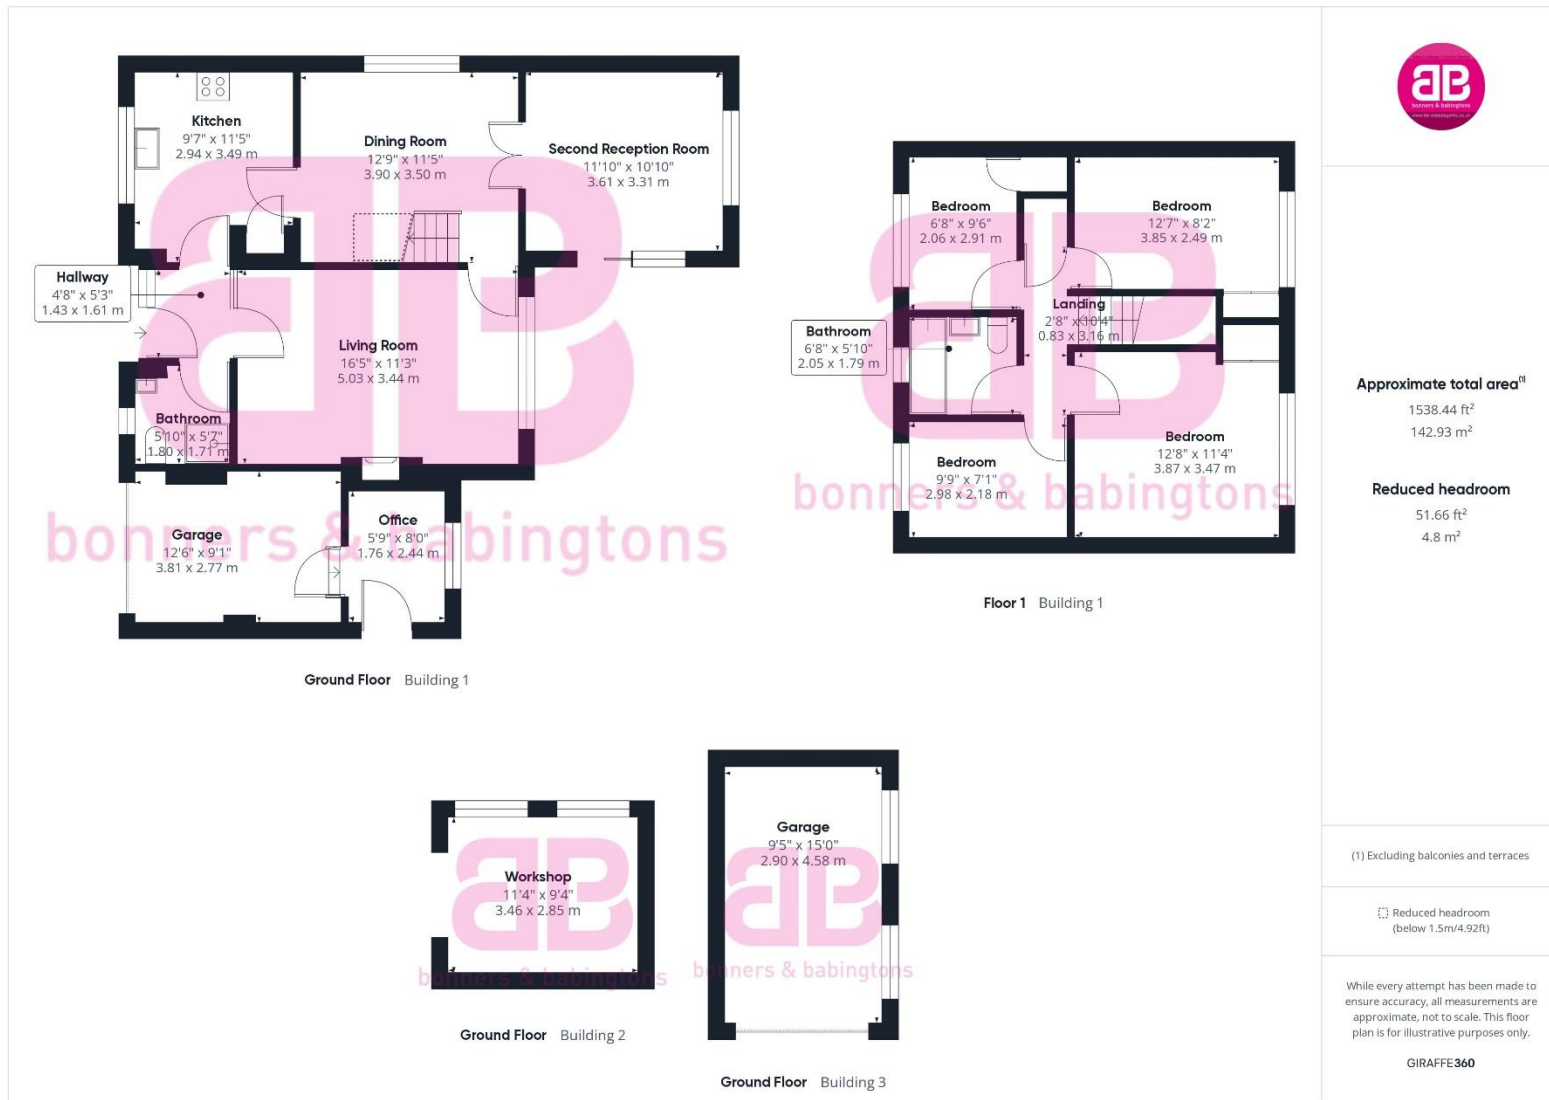 Kitchen
9'7" x 11'5"
2.94 x 3.49 m
Dining Room
12'9" x 11'5"
3.90 x 3.50 m
Second Reception Room
11'10" x 10'10"
3.61 x 3.31 m
Hallway
4'8" x 5'3"
1.43 x 1.61 m
Living Room
16'5" x 11'3"
5.03 x 3.44 m
Bathroom
5'10" x 5'7"
1.80 x 1.71 m
Garage
12'6" x 9'1"
3.81 x 2.77 m
Office
5'9" x 8'0"
1.76 x 2.44 m
bonners & babingtons
Ground Floor Building 1
Bedroom
6'8" x 9'6"
2.06 x 2.91 m
Bedroom
12'7" x 8'2"
3.85 x 2.49 m
Landing
2'8" x 10'4"
0.83 x 3.16 m
Bathroom
6'8" x 5'10"
2.05 x 1.79 m
Bedroom
9'9" x 7'1"
2.98 x 2.18 m
Bedroom
12'8" x 11'4"
3.87 x 3.47 m
bonners & babingtons
Floor 1 Building 1
Workshop
11'4" x 9'4"
3.46 x 2.85 m
bonners & babingtons
Ground Floor Building 2
Garage
9'5" x 15'0"
2.90 x 4.58 m
bonners & babingtons
Ground Floor Building 3
BB
bonners & babingtons
Approximate total area(1)
1538.44 ft²
142.93 m²
Reduced headroom
51.66 ft²
4.8 m²
(1) Excluding balconies and terraces
Reduced headroom
(below 1.5m/4.92ft)
While every attempt has been made to
ensure accuracy, all measurements are
approximate, not to scale. This floor
plan is for illustrative purposes only.
GIRAFFE360